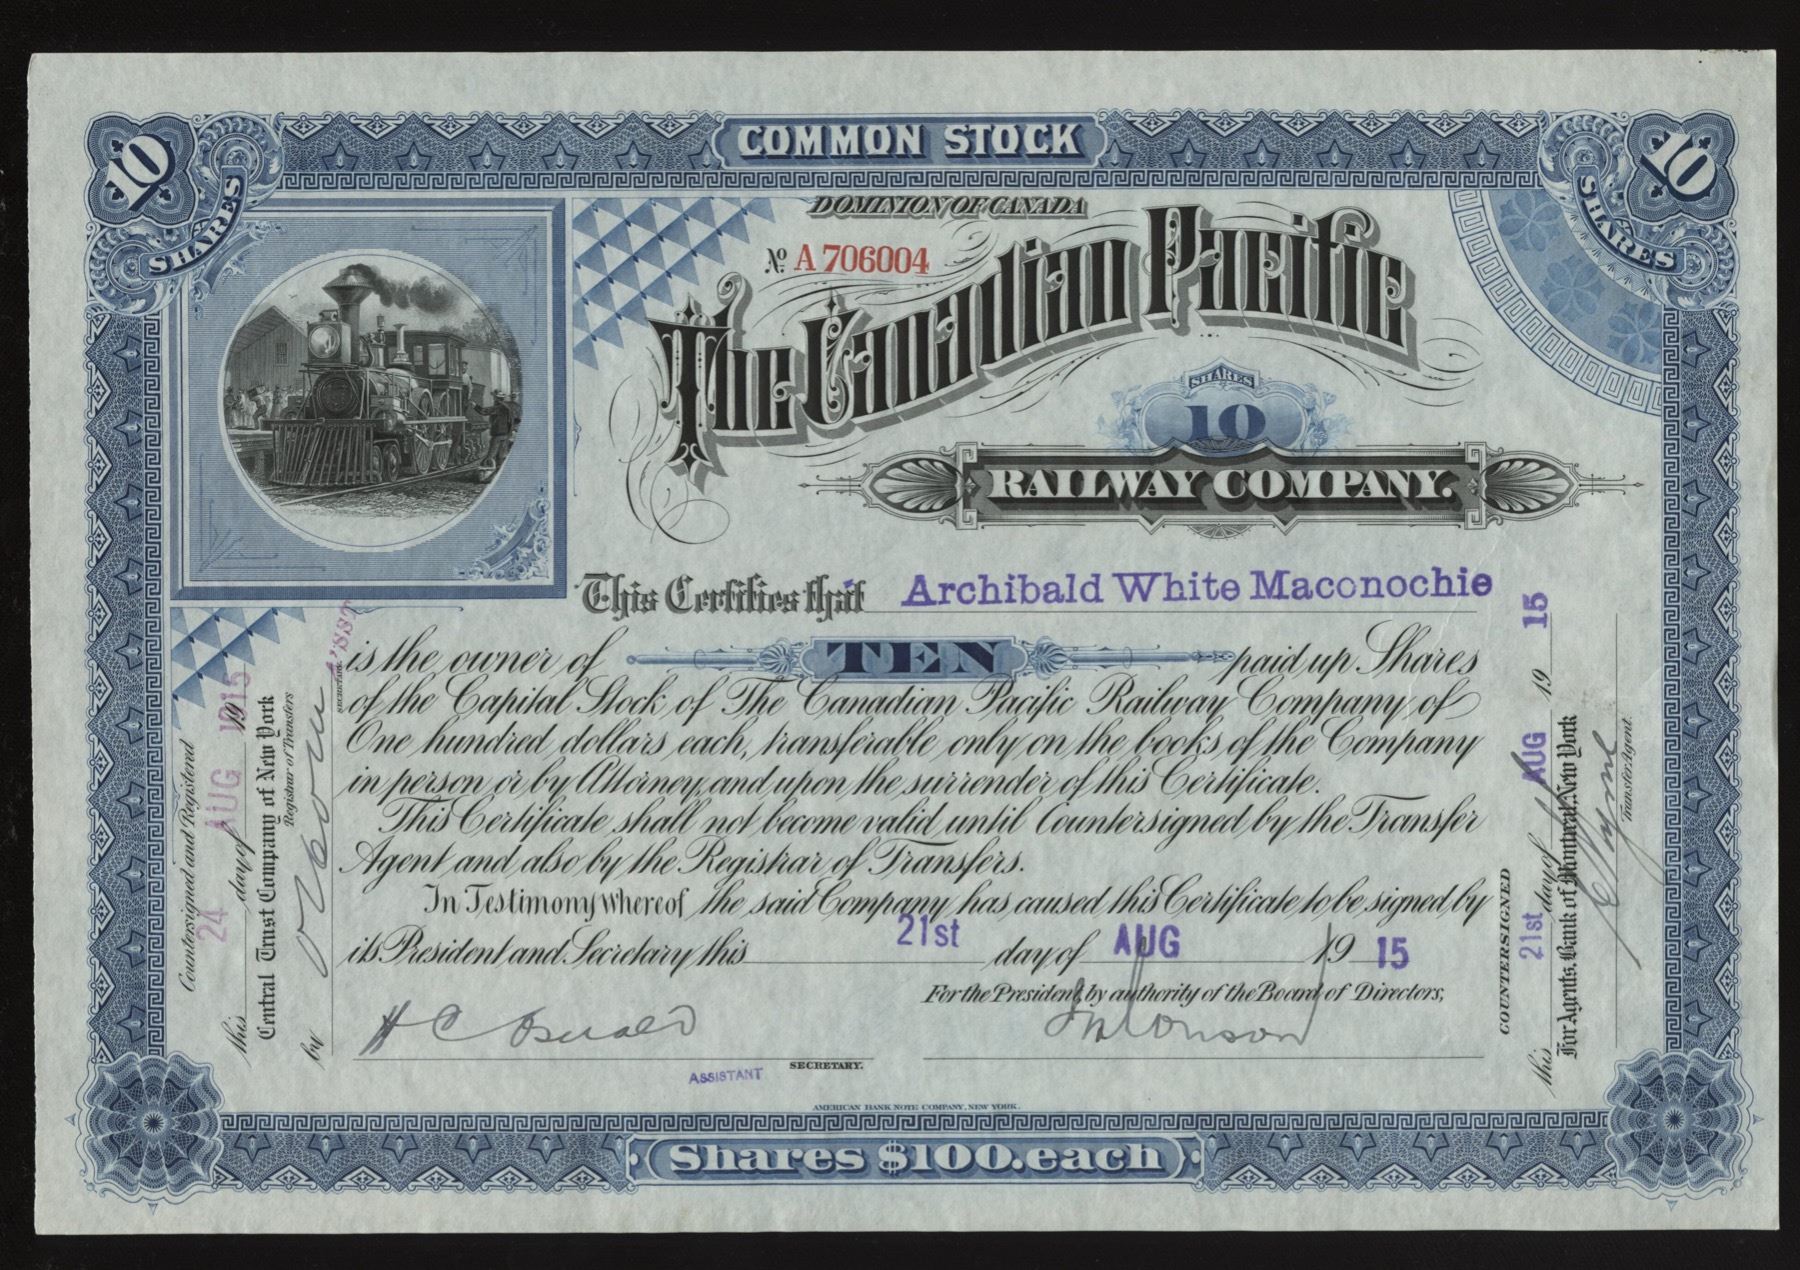 COMMON STOCK
10 SHARES
10 SHARES
DOMINION OF CANADA
No. A 706004
The Canadian Pacific
SHARES
10
RAILWAY COMPANY.
This Certifies that Archibald White Maconochie
is the owner of TEN paid up Shares
of the Capital Stock of The Canadian Pacific Railway Company of
One hundred dollars each, transferable only on the books of the Company
in person or by Attorney, and upon the surrender of this Certificate.
This Certificate shall not become valid until Countersigned by the Transfer
Agent and also by the Registrar of Transfers.
In Testimony Whereof the said Company has caused this Certificate to be signed by
its President and Secretary this 21st day of AUG 19 15
For the President, by authority of the Board of Directors,
SECRETARY.
ASSISTANT
AMERICAN BANK NOTE COMPANY, NEW YORK.
Shares $100. each
Countersigned and Registered
this 24 day of AUG 1915
Central Trust Company of New York
Registrar of Transfers
by
SECRETARY.
ASS'T
COUNTERSIGNED
this 21st day of AUG 19 15
For Agents, Bank of Montreal, New York
Transfer Agent.